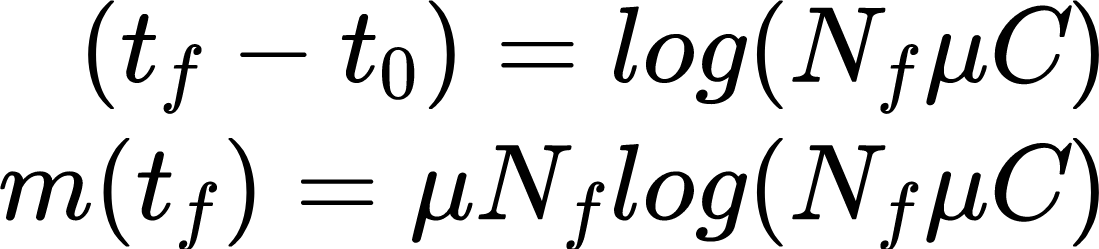 (t_f − t_0) = log(N_f μC)
m(t_f) = μN_f log(N_f μC)